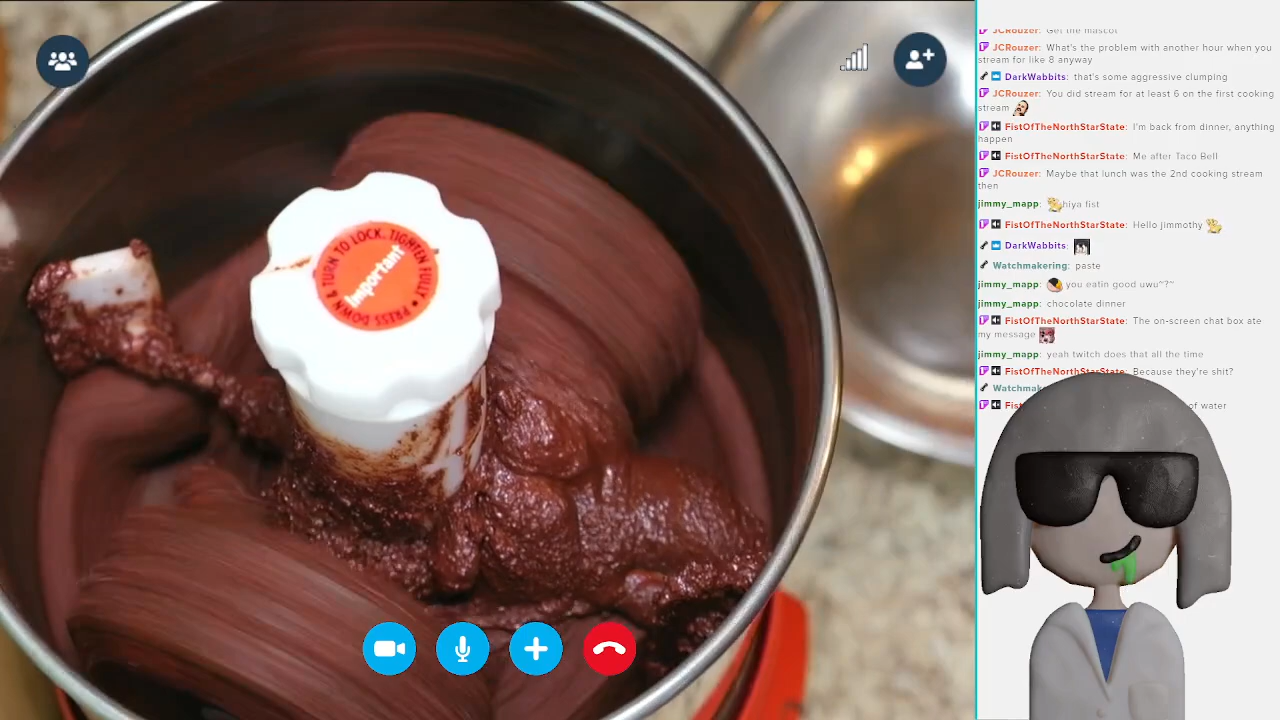 PRESS DOWN & TURN TO LOCK. TIGHTEN FULLY •
Important
JCRouzer: Get the mascot
JCRouzer: What's the problem with another hour when you
stream for like 8 anyway
DarkWabbits: that's some aggressive clumping
JCRouzer: You did stream for at least 6 on the first cooking
stream
FistOfTheNorthStarState: I'm back from dinner, anything
happen
FistOfTheNorthStarState: Me after Taco Bell
JCRouzer: Maybe that lunch was the 2nd cooking stream
then
jimmy_mapp: hiya fist
FistOfTheNorthStarState: Hello jimmothy
DarkWabbits:
Watchmakering: paste
jimmy_mapp: you eatin good uwu~?~
jimmy_mapp: chocolate dinner
FistOfTheNorthStarState: The on-screen chat box ate
my message
jimmy_mapp: yeah twitch does that all the time
FistOfTheNorthStarState: Because they're shit?
Watchmake
Fist of water